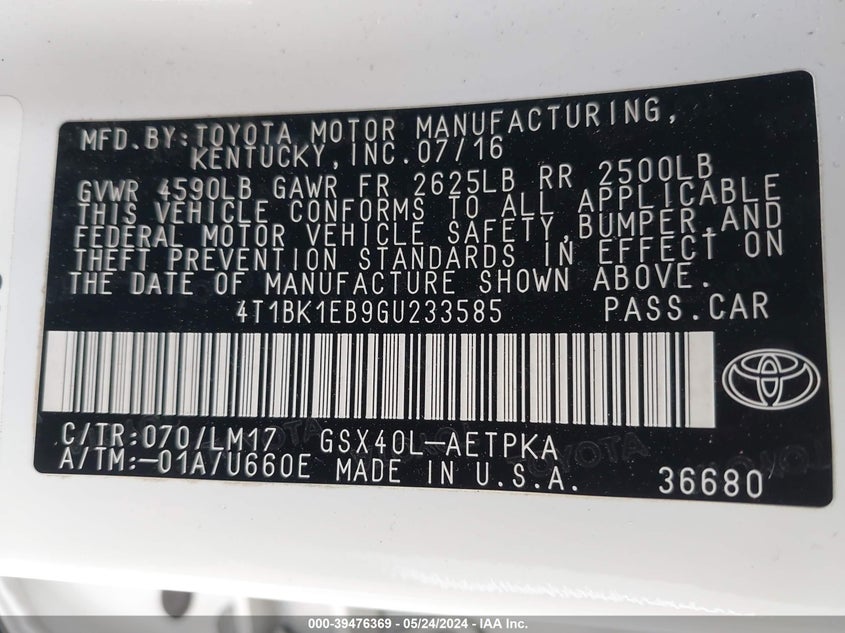 MFD.BY:TOYOTA MOTOR MANUFACTURING,
KENTUCKY,INC.07/16
GVWR 4590LB GAWR FR 2625LB RR 2500LB
THIS VEHICLE CONFORMS TO ALL APPLICABLE
FEDERAL MOTOR VEHICLE SAFETY,BUMPER,AND
THEFT PREVENTION STANDARDS IN EFFECT ON
THE DATE OF MANUFACTURE SHOWN ABOVE.
4T1BK1EB9GU233585 PASS.CAR
C/TR:070/LM17 GSX40L-AETPKA
A/TM:-01A/U660E MADE IN U.S.A. 36680
000-39476369 | 05/24/2024 | IAA Inc.